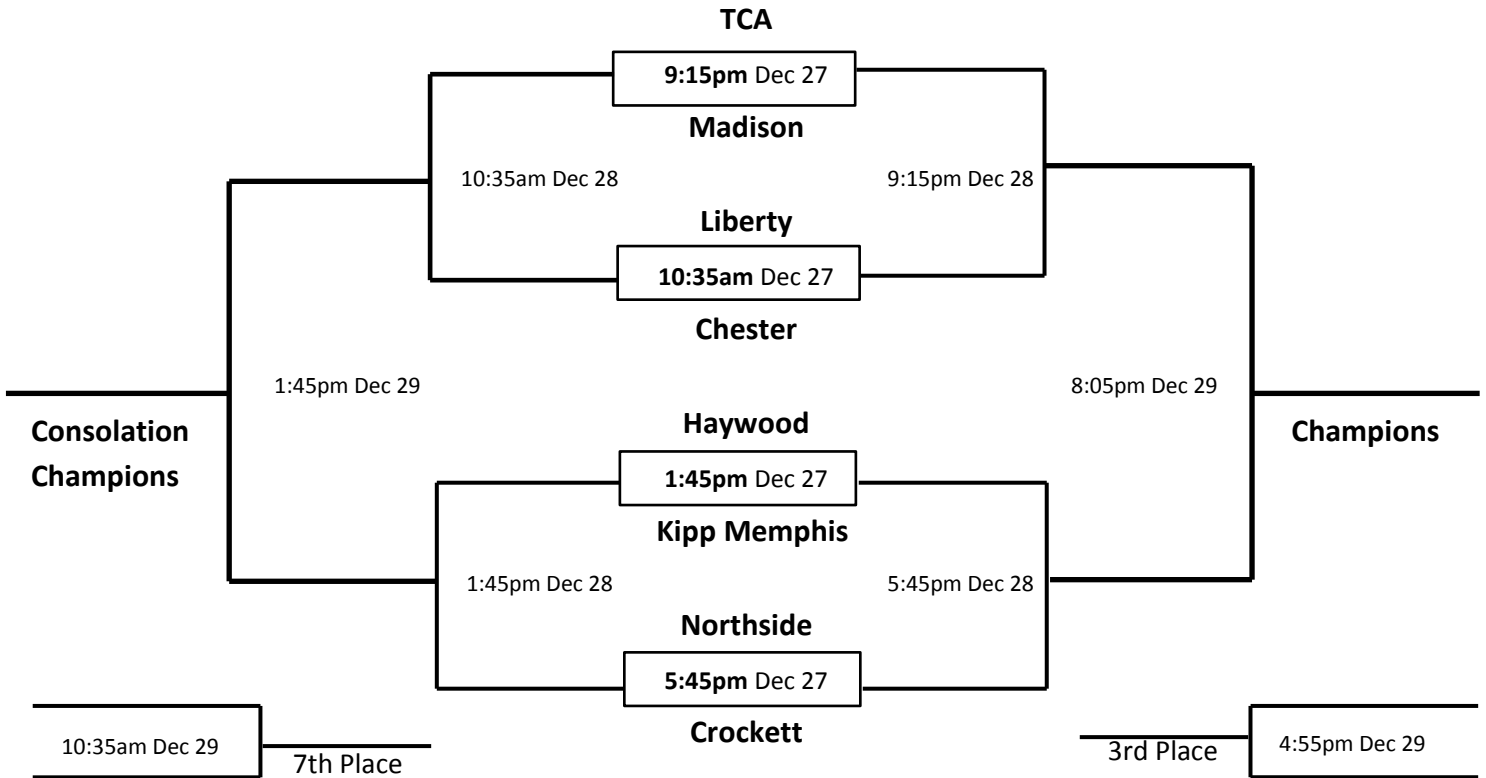 TCA
9:15pm Dec 27
Madison
10:35am Dec 28
9:15pm Dec 28
Liberty
10:35am Dec 27
Chester
1:45pm Dec 29
8:05pm Dec 29
Consolation
Champions
Haywood
Champions
1:45pm Dec 27
Kipp Memphis
1:45pm Dec 28
5:45pm Dec 28
Northside
5:45pm Dec 27
Crockett
10:35am Dec 29
7th Place
3rd Place
4:55pm Dec 29